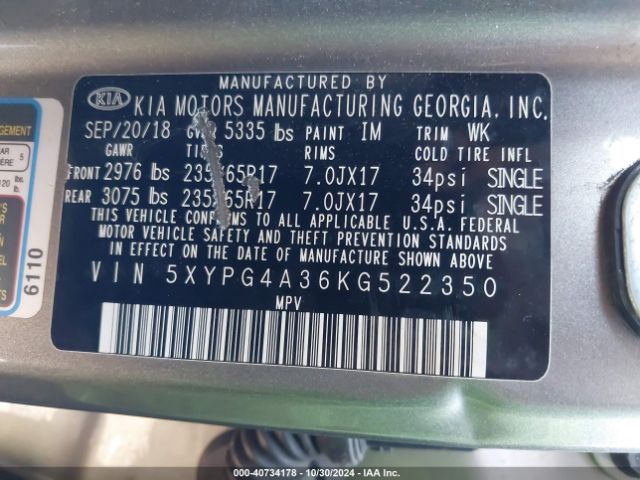 MANUFACTURED BY
KIA KIA MOTORS MANUFACTURING GEORGIA, INC.
SEP/20/18 GVWR 5335 lbs PAINT IM TRIM WK
GAWR RIMS COLD TIRE INFL
FRONT 2976 lbs 7.0JX17 34psi SINGLE
REAR 3075 lbs 7.0JX17 34psi SINGLE
THIS VEHICLE CONFORMS TO ALL APPLICABLE U.S.A. FEDERAL
MOTOR VEHICLE SAFETY AND THEFT PREVENTION STANDARDS
IN EFFECT ON THE DATE OF MANUFACTURE SHOWN ABOVE.
VIN 5XYPG4A36KG522350
MPV
6110
000-40734178 - 10/30/2024 - IAA Inc.